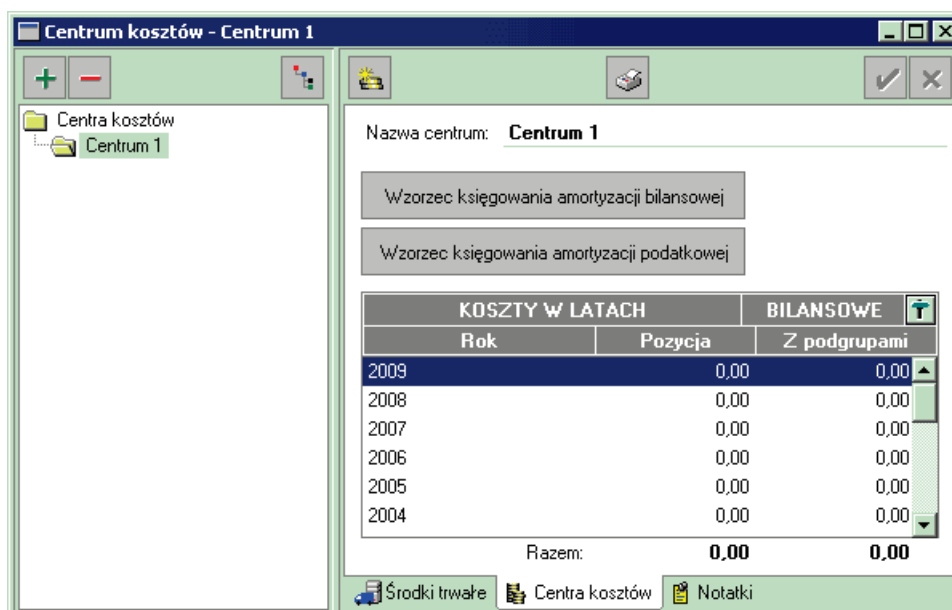 Centrum kosztów - Centrum 1
Centra kosztów
Centrum 1
Nazwa centrum: Centrum 1
Wzorzec księgowania amortyzacji bilansowej
Wzorzec księgowania amortyzacji podatkowej
KOSZTY W LATACH BILANSOWE
Rok Pozycja Z podgrupami
2009 0,00 0,00
2008 0,00 0,00
2007 0,00 0,00
2006 0,00 0,00
2005 0,00 0,00
2004 0,00 0,00
Razem: 0,00 0,00
Środki trwałe Centra kosztów Notatki